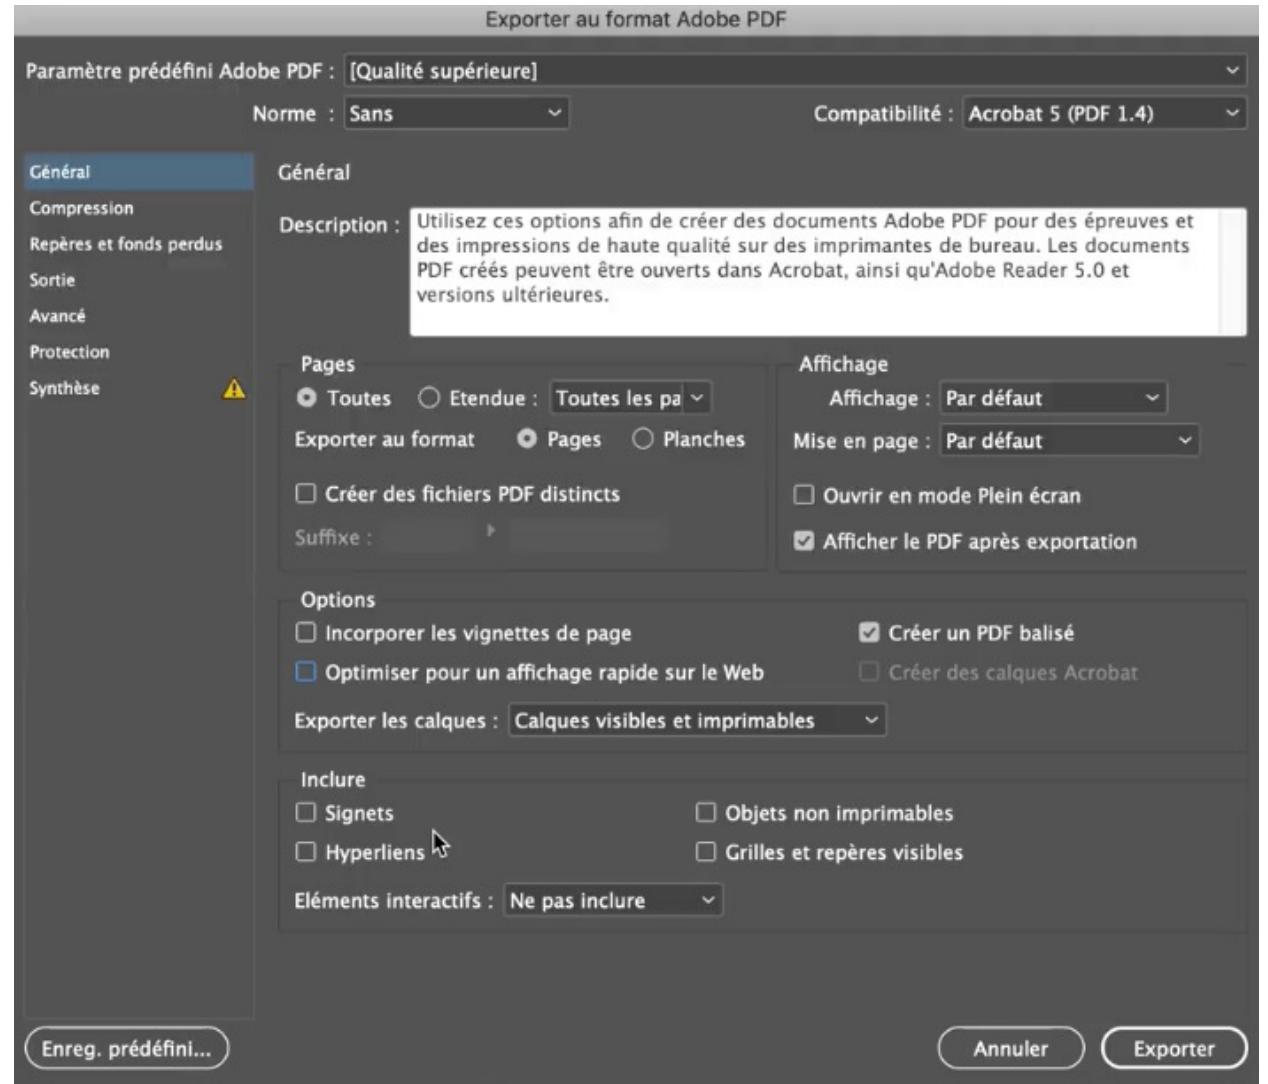 Exporter au format Adobe PDF
Paramètre prédéfini Adobe PDF : [Qualité supérieure]
Norme : Sans
Compatibilité : Acrobat 5 (PDF 1.4)
Général
Compression
Repères et fonds perdus
Sortie
Avancé
Protection
Synthèse
Général
Description :
Utilisez ces options afin de créer des documents Adobe PDF pour des épreuves et
des impressions de haute qualité sur des imprimantes de bureau. Les documents
PDF créés peuvent être ouverts dans Acrobat, ainsi qu'Adobe Reader 5.0 et
versions ultérieures.
Pages
Toutes Etendue : Toutes les pa
Exporter au format Pages Planches
Créer des fichiers PDF distincts
Suffixe :
Affichage
Affichage : Par défaut
Mise en page : Par défaut
Ouvrir en mode Plein écran
Afficher le PDF après exportation
Options
Incorporer les vignettes de page
Créer un PDF balisé
Optimiser pour un affichage rapide sur le Web
Créer des calques Acrobat
Exporter les calques : Calques visibles et imprimables
Inclure
Signets
Objets non imprimables
Hyperliens
Grilles et repères visibles
Eléments interactifs : Ne pas inclure
Enreg. prédéfini...
Annuler
Exporter